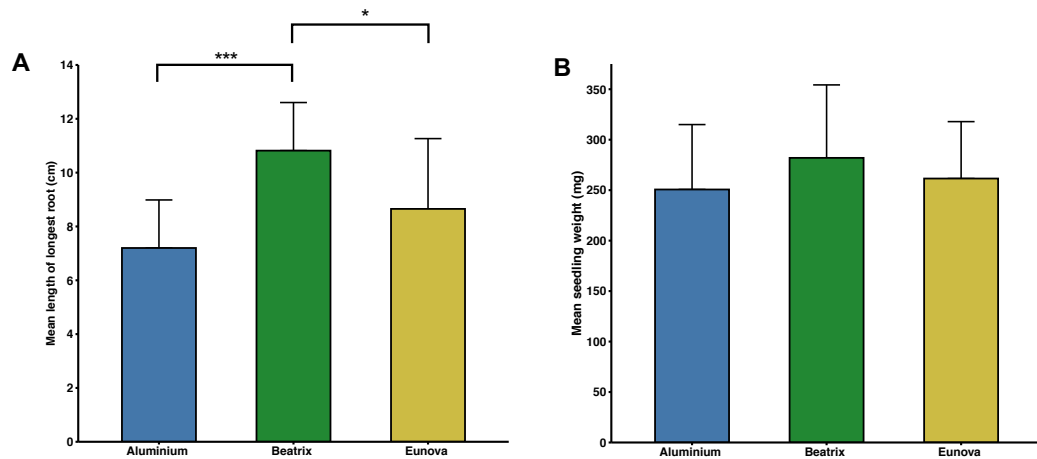 A
***
*
Mean length of longest root (cm)
14
12
10
8
6
4
2
0
Aluminium
Beatrix
Eunova
B
Mean seedling weight (mg)
350
300
250
200
150
100
50
0
Aluminium
Beatrix
Eunova